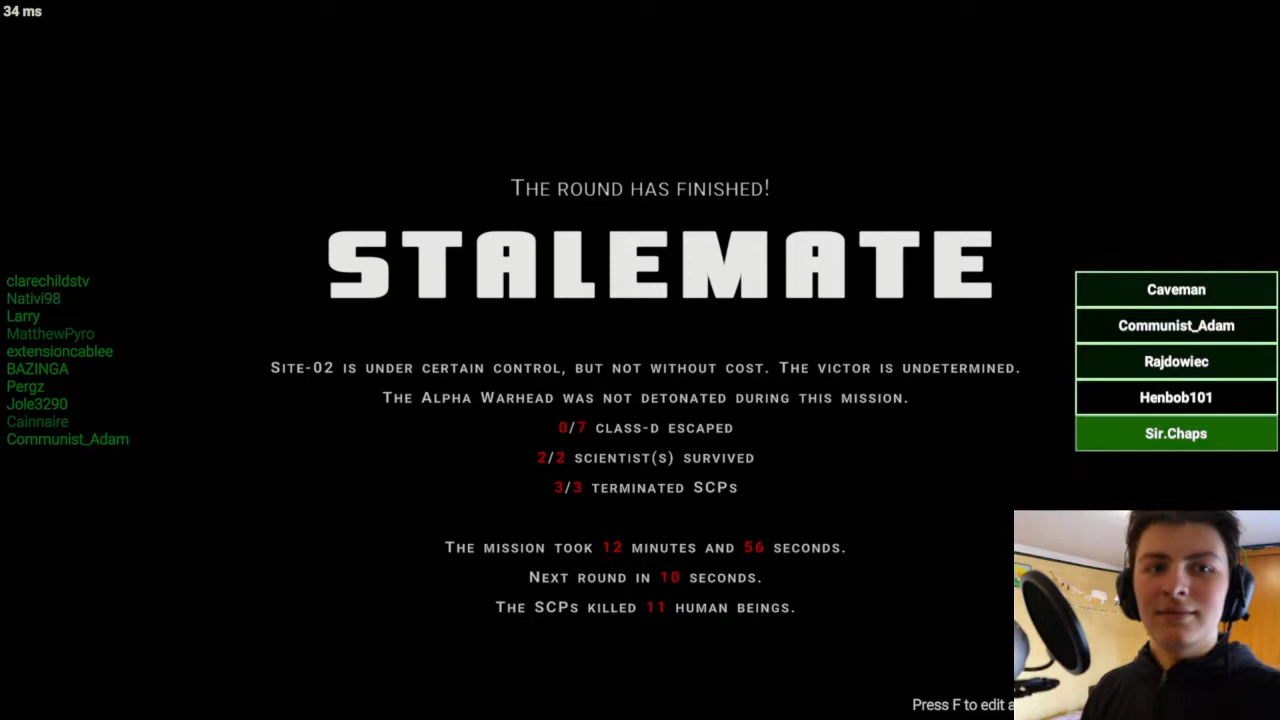 34 ms
THE ROUND HAS FINISHED!
STALEMATE
SITE-02 IS UNDER CERTAIN CONTROL, BUT NOT WITHOUT COST. THE VICTOR IS UNDETERMINED.
THE ALPHA WARHEAD WAS NOT DETONATED DURING THIS MISSION.
0/7 CLASS-D ESCAPED
2/2 SCIENTIST(S) SURVIVED
3/3 TERMINATED SCPS
THE MISSION TOOK 12 MINUTES AND 56 SECONDS.
NEXT ROUND IN 10 SECONDS.
THE SCPS KILLED 11 HUMAN BEINGS.
clarechildstv
Nativi98
Larry
MatthewPyro
extensioncablee
BAZINGA
Pergz
Jole3290
Cainnaire
Communist_Adam
Caveman
Communist_Adam
Rajdowiec
Henbob101
Sir.Chaps
Press F to edit a